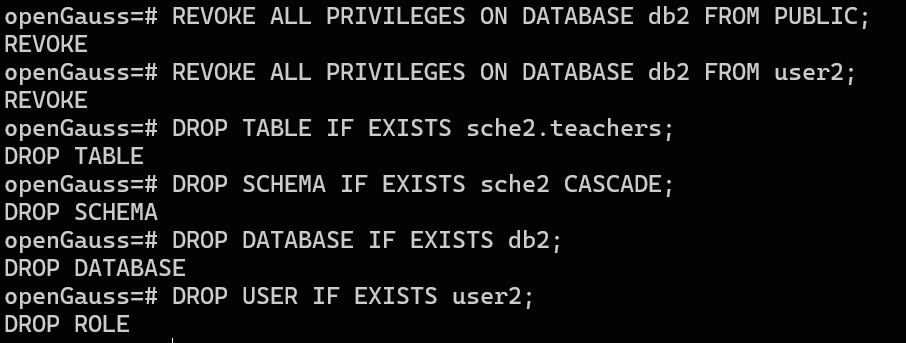 openGauss=# REVOKE ALL PRIVILEGES ON DATABASE db2 FROM PUBLIC;
REVOKE
openGauss=# REVOKE ALL PRIVILEGES ON DATABASE db2 FROM user2;
REVOKE
openGauss=# DROP TABLE IF EXISTS sche2.teachers;
DROP TABLE
openGauss=# DROP SCHEMA IF EXISTS sche2 CASCADE;
DROP SCHEMA
openGauss=# DROP DATABASE IF EXISTS db2;
DROP DATABASE
openGauss=# DROP USER IF EXISTS user2;
DROP ROLE